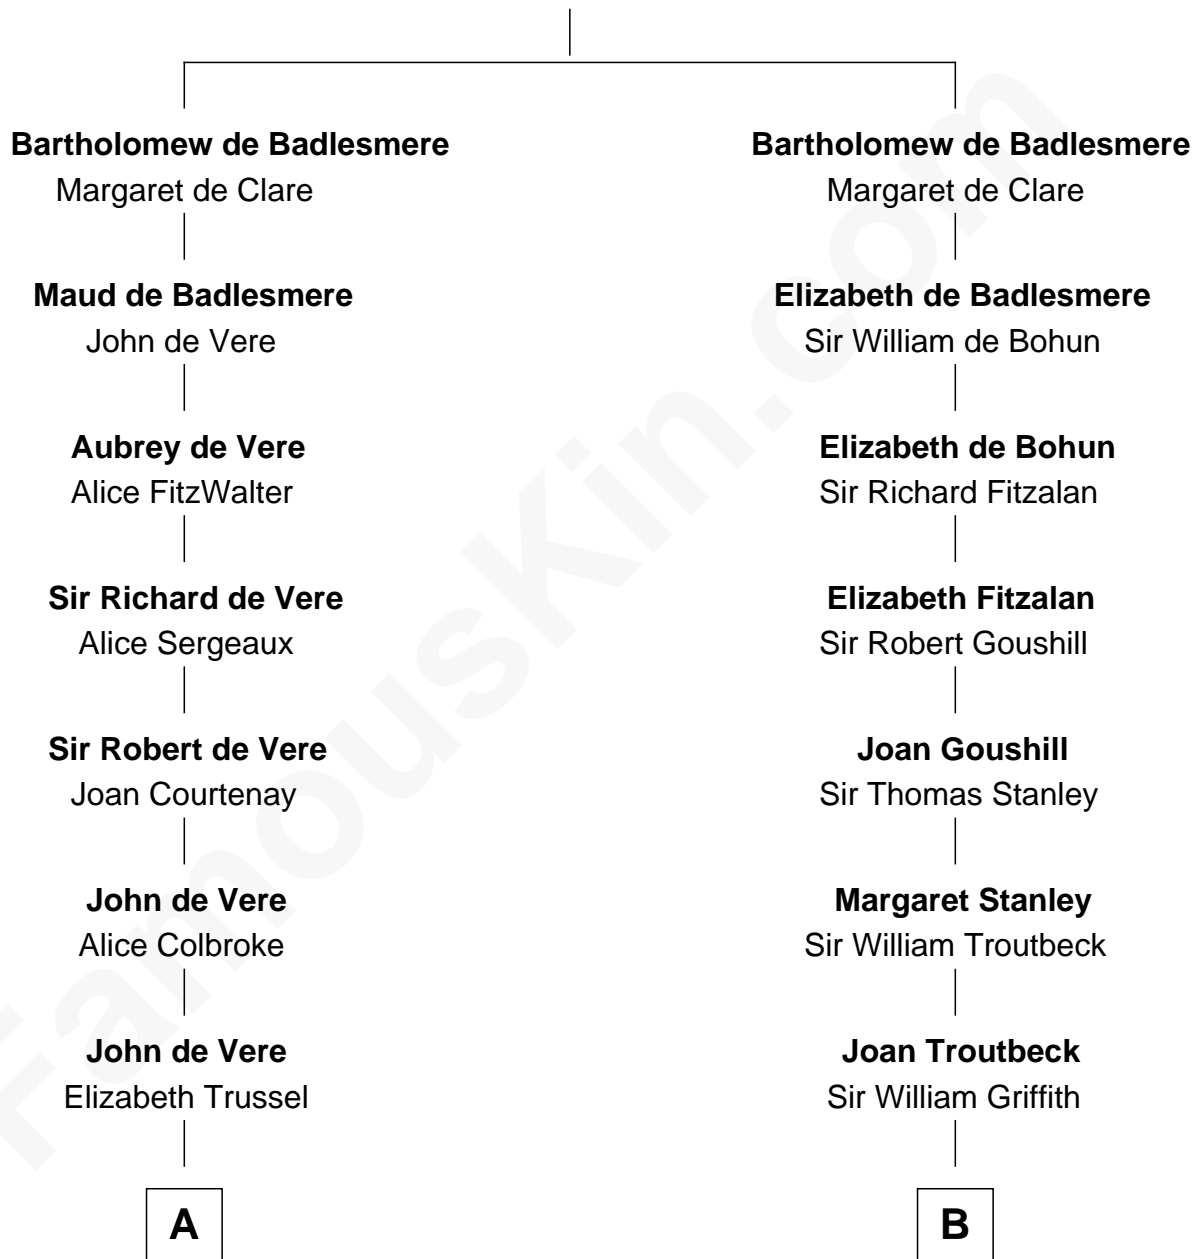 Bartholomew de Badlesmere
Margaret de Clare
Maud de Badlesmere
John de Vere
Aubrey de Vere
Alice FitzWalter
Sir Richard de Vere
Alice Sergeaux
Sir Robert de Vere
Joan Courtenay
John de Vere
Alice Colbroke
John de Vere
Elizabeth Trussel
A
Bartholomew de Badlesmere
Margaret de Clare
Elizabeth de Badlesmere
Sir William de Bohun
Elizabeth de Bohun
Sir Richard Fitzalan
Elizabeth Fitzalan
Sir Robert Goushill
Joan Goushill
Sir Thomas Stanley
Margaret Stanley
Sir William Troutbeck
Joan Troutbeck
Sir William Griffith
B
FamousKin.com